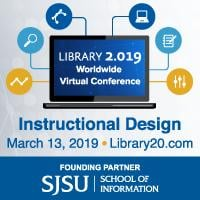 LIBRARY 2.019
Worldwide
Virtual Conference
Instructional Design
March 13, 2019 • Library20.com
FOUNDING PARTNER
SJSU | SCHOOL OF
INFORMATION